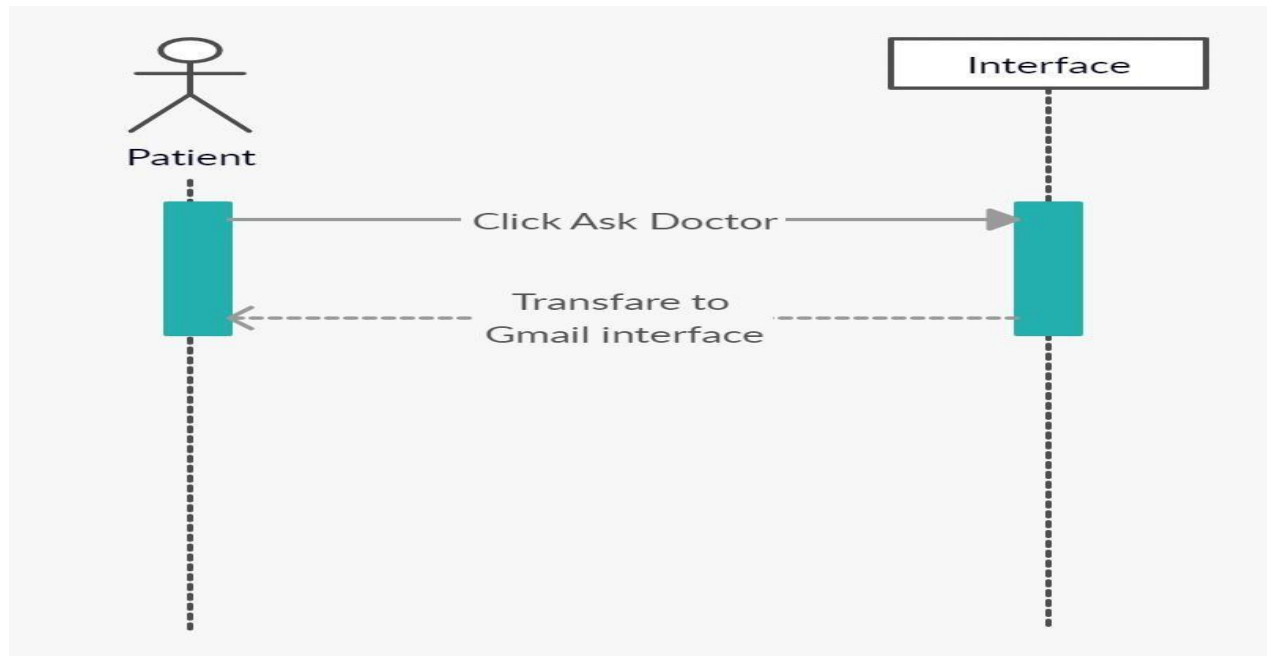 Interface
Patient
Click Ask Doctor
Transfare to
Gmail interface